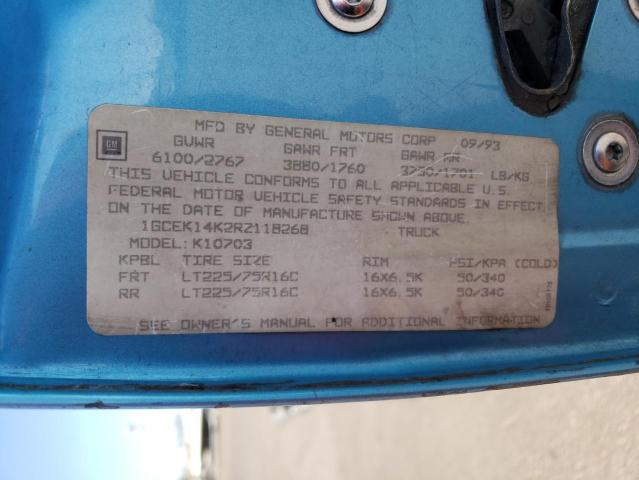 GM
MFD BY GENERAL MOTORS CORP 09/93
GVWR GAWR FRT GAWR RR
6100/2767 3880/1760 3750/1701 LB/KG
THIS VEHICLE CONFORMS TO ALL APPLICABLE U.S.
FEDERAL MOTOR VEHICLE SAFETY STANDARDS IN EFFECT
ON THE DATE OF MANUFACTURE SHOWN ABOVE.
1GCEK14K2RZ118268 TRUCK
MODEL: K10703
KPBL TIRE SIZE RIM PSI/KPA (COLD)
FRT LT225/75R16C 16X6.5K 50/340
RR LT225/75R16C 16X6.5K 50/340
SEE OWNER'S MANUAL FOR ADDITIONAL INFORMATION